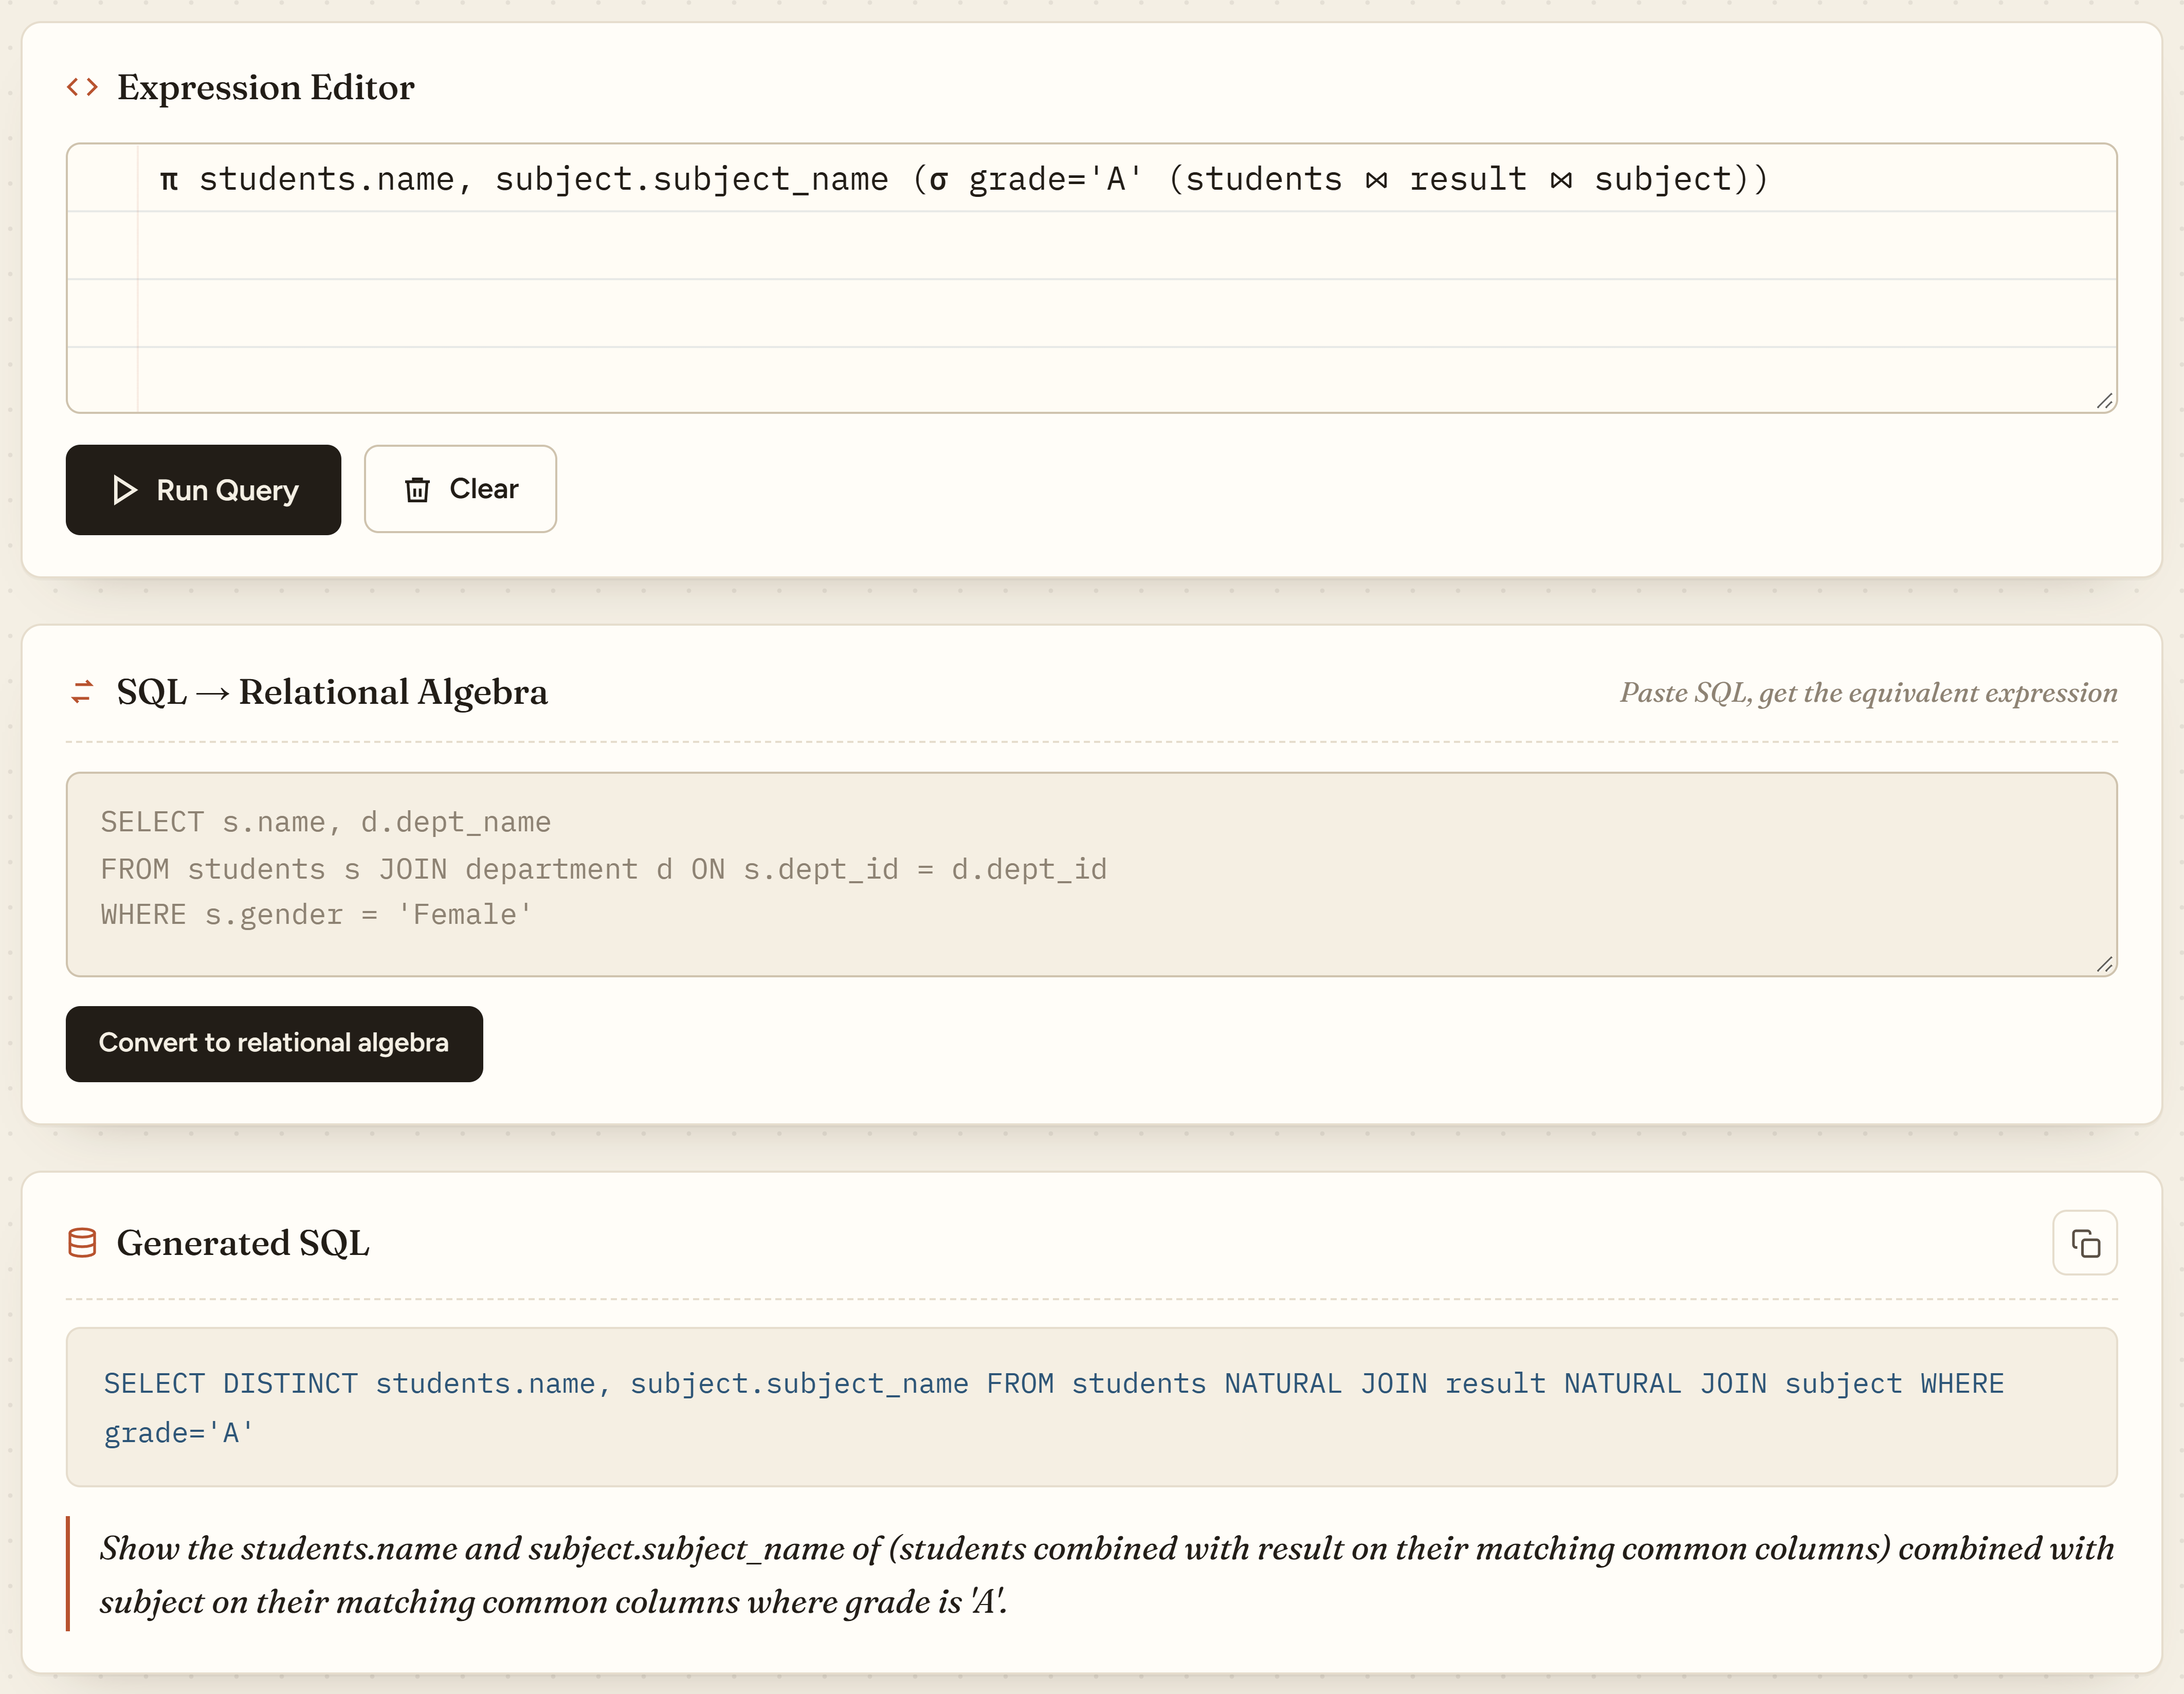 Expression Editor
π students.name, subject.subject_name (σ grade='A' (students ⋈ result ⋈ subject))
Run Query
Clear
SQL → Relational Algebra
Paste SQL, get the equivalent expression
SELECT s.name, d.dept_name
FROM students s JOIN department d ON s.dept_id = d.dept_id
WHERE s.gender = 'Female'
Convert to relational algebra
Generated SQL
SELECT DISTINCT students.name, subject.subject_name FROM students NATURAL JOIN result NATURAL JOIN subject WHERE
grade='A'
Show the students.name and subject.subject_name of (students combined with result on their matching common columns) combined with
subject on their matching common columns where grade is 'A'.